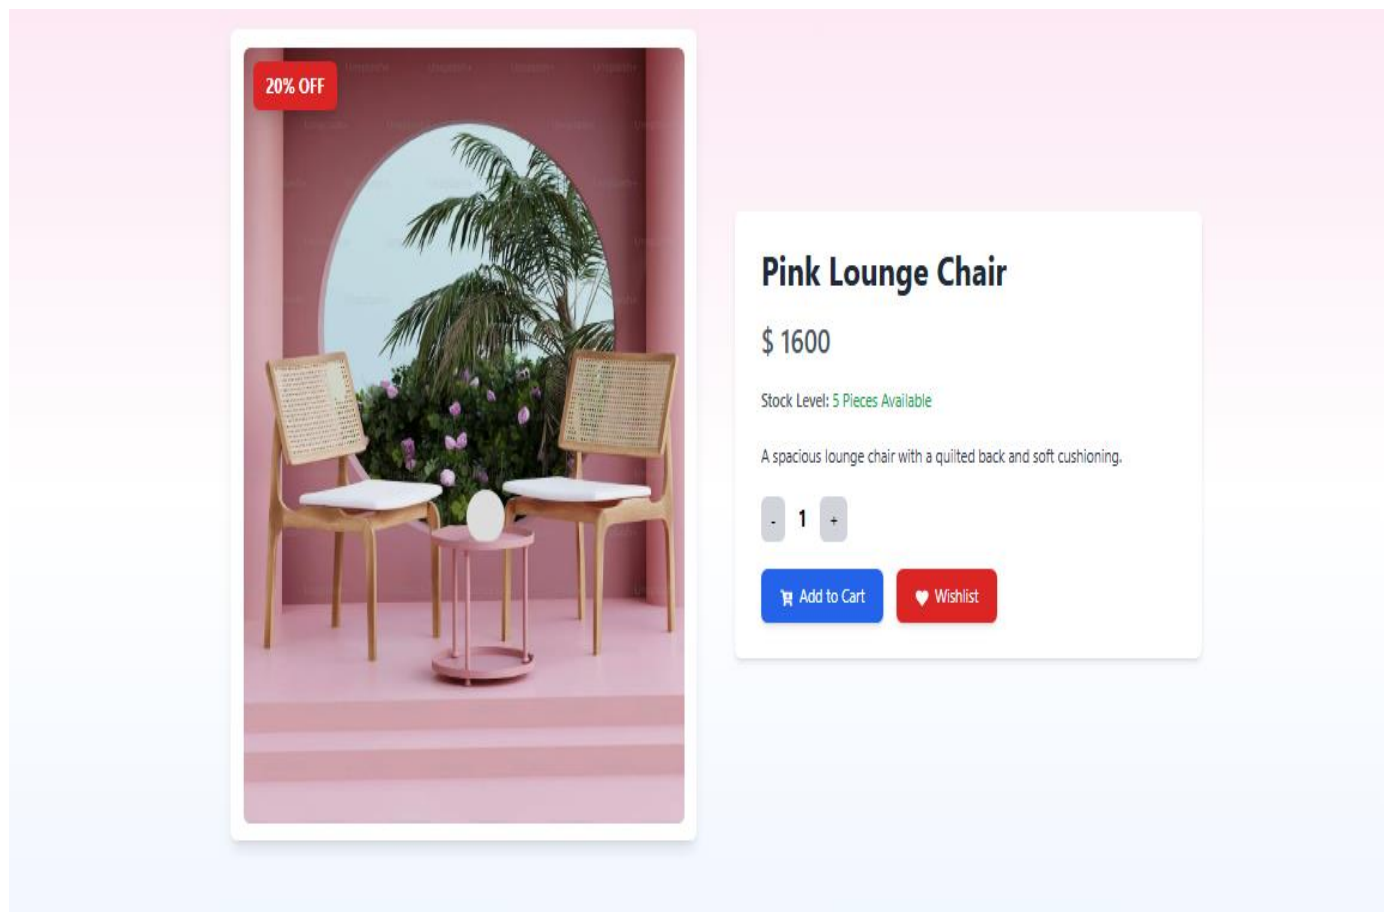 20% OFF
Pink Lounge Chair
$ 1600
Stock Level: 5 Pieces Available
A spacious lounge chair with a quilted back and soft cushioning.
- 1 +
Add to Cart
Wishlist